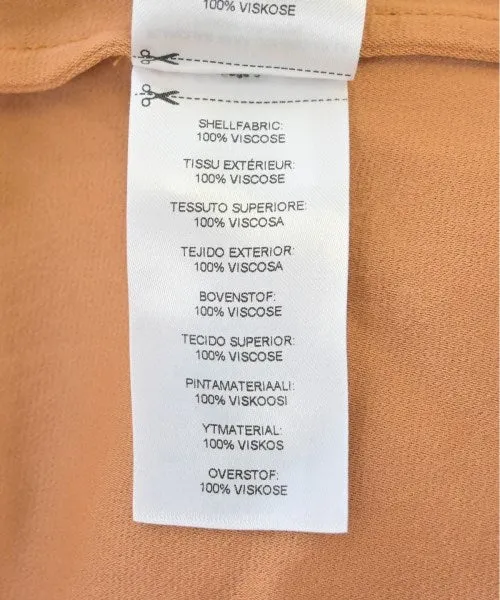 100% VISKOSE
SHELLFABRIC:
100% VISCOSE
TISSU EXTÉRIEUR:
100% VISCOSE
TESSUTO SUPERIORE:
100% VISCOSA
TEJIDO EXTERIOR:
100% VISCOSA
BOVENSTOF:
100% VISCOSE
TECIDO SUPERIOR:
100% VISCOSE
PINTAMATERIAALI:
100% VISKOOSI
YTMATERIAL:
100% VISKOS
OVERSTOF:
100% VISKOSE